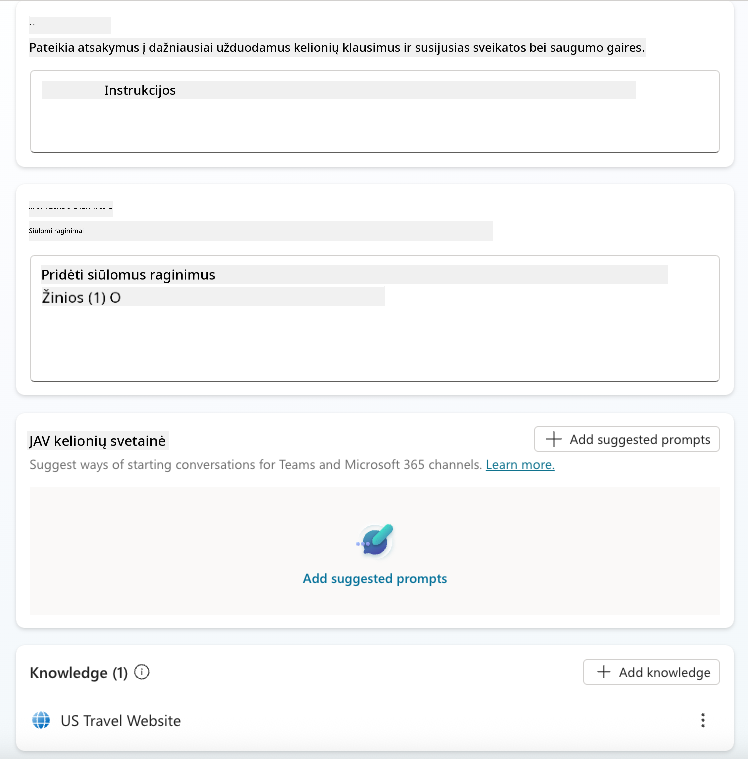 Pateikia atsakymus į dažniausiai užduodamus kelionių klausimus ir susijusias sveikatos bei saugumo gaires.
Instrukcijos
Siūlomi raginimai
Pridėti siūlomus raginimus
Žinios (1) O
JAV kelionių svetainė
Add suggested prompts
Suggest ways of starting conversations for Teams and Microsoft 365 channels. Learn more.
Add suggested prompts
Knowledge (1)
Add knowledge
US Travel Website